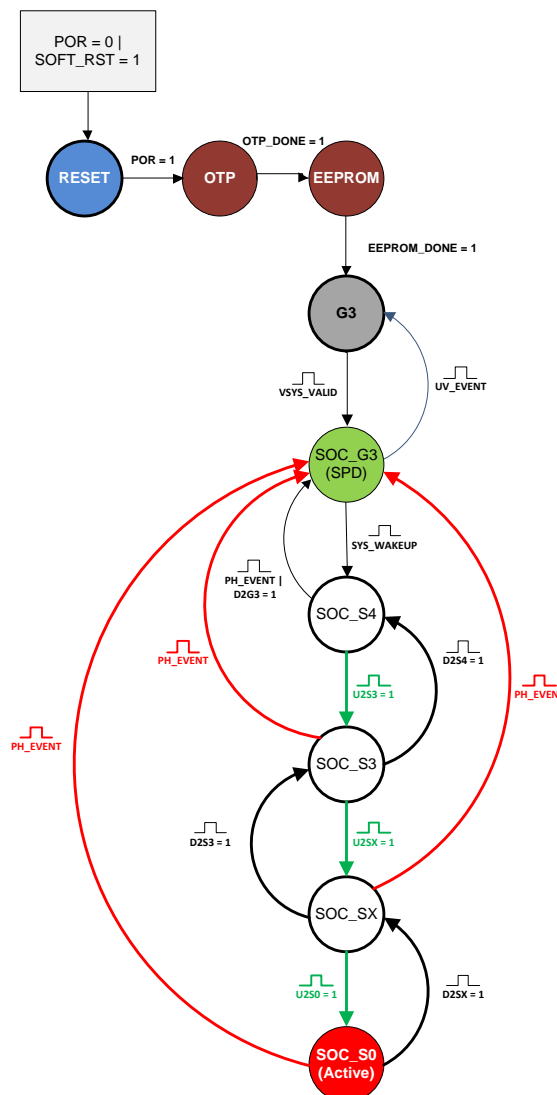 POR = 0 |
SOFT_RST = 1
OTP_DONE = 1
POR = 1
RESET
OTP
EEPROM
EEPROM_DONE = 1
G3
VSYS_VALID
UV_EVENT
SOC_G3
(SPD)
SYS_WAKEUP
PH_EVENT |
D2G3 = 1
SOC_S4
PH_EVENT
D2S4 = 1
U2S3 = 1
PH_EVEN
PH_EVENT
SOC_S3
D2S3 = 1
U2SX = 1
SOC_SX
U2S0 = 1
D2SX = 1
SOC_S0
(Active)